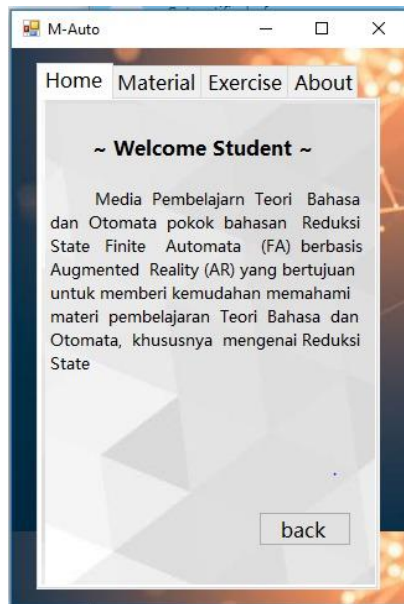 M-Auto
Home Material Exercise About
~ Welcome Student ~
Media Pembelajarn Teori Bahasa
dan Otomata pokok bahasan Reduksi
State Finite Automata (FA) berbasis
Augmented Reality (AR) yang bertujuan
untuk memberi kemudahan memahami
materi pembelajaran Teori Bahasa dan
Otomata, khususnya mengenai Reduksi
State
back